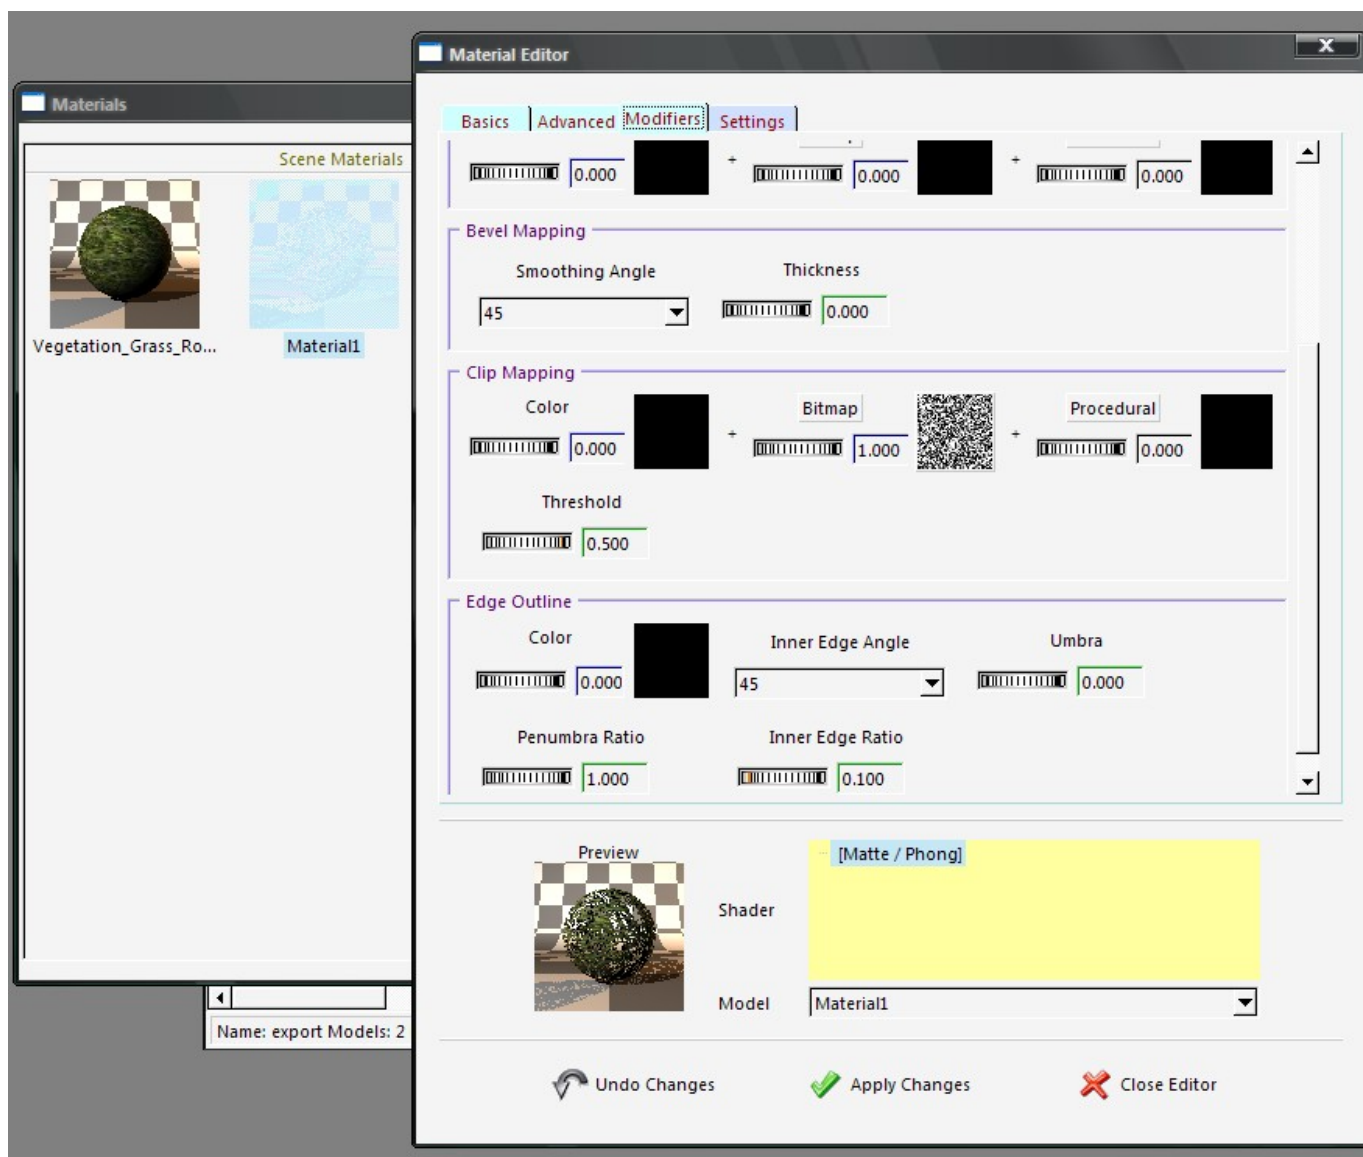 Material Editor
X
Materials
Basics Advanced Modifiers Settings
Scene Materials
0.000 + 0.000 + 0.000
Bevel Mapping
Smoothing Angle Thickness
45 0.000
Vegetation_Grass_Ro... Material1
Clip Mapping
Color Bitmap Procedural
0.000 + 1.000 + 0.000
Threshold
0.500
Edge Outline
Color Inner Edge Angle Umbra
0.000 45 0.000
Penumbra Ratio Inner Edge Ratio
1.000 0.100
Preview [Matte / Phong]
Shader
Model Material1
Name: export Models: 2
Undo Changes Apply Changes Close Editor